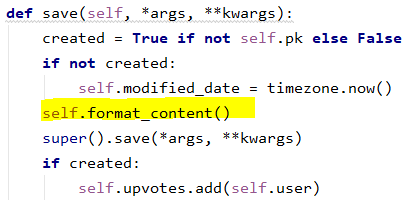 def save(self, *args, **kwargs):
    created = True if not self.pk else False
    if not created:
        self.modified_date = timezone.now()
    self.format_content()
    super().save(*args, **kwargs)
    if created:
        self.upvotes.add(self.user)